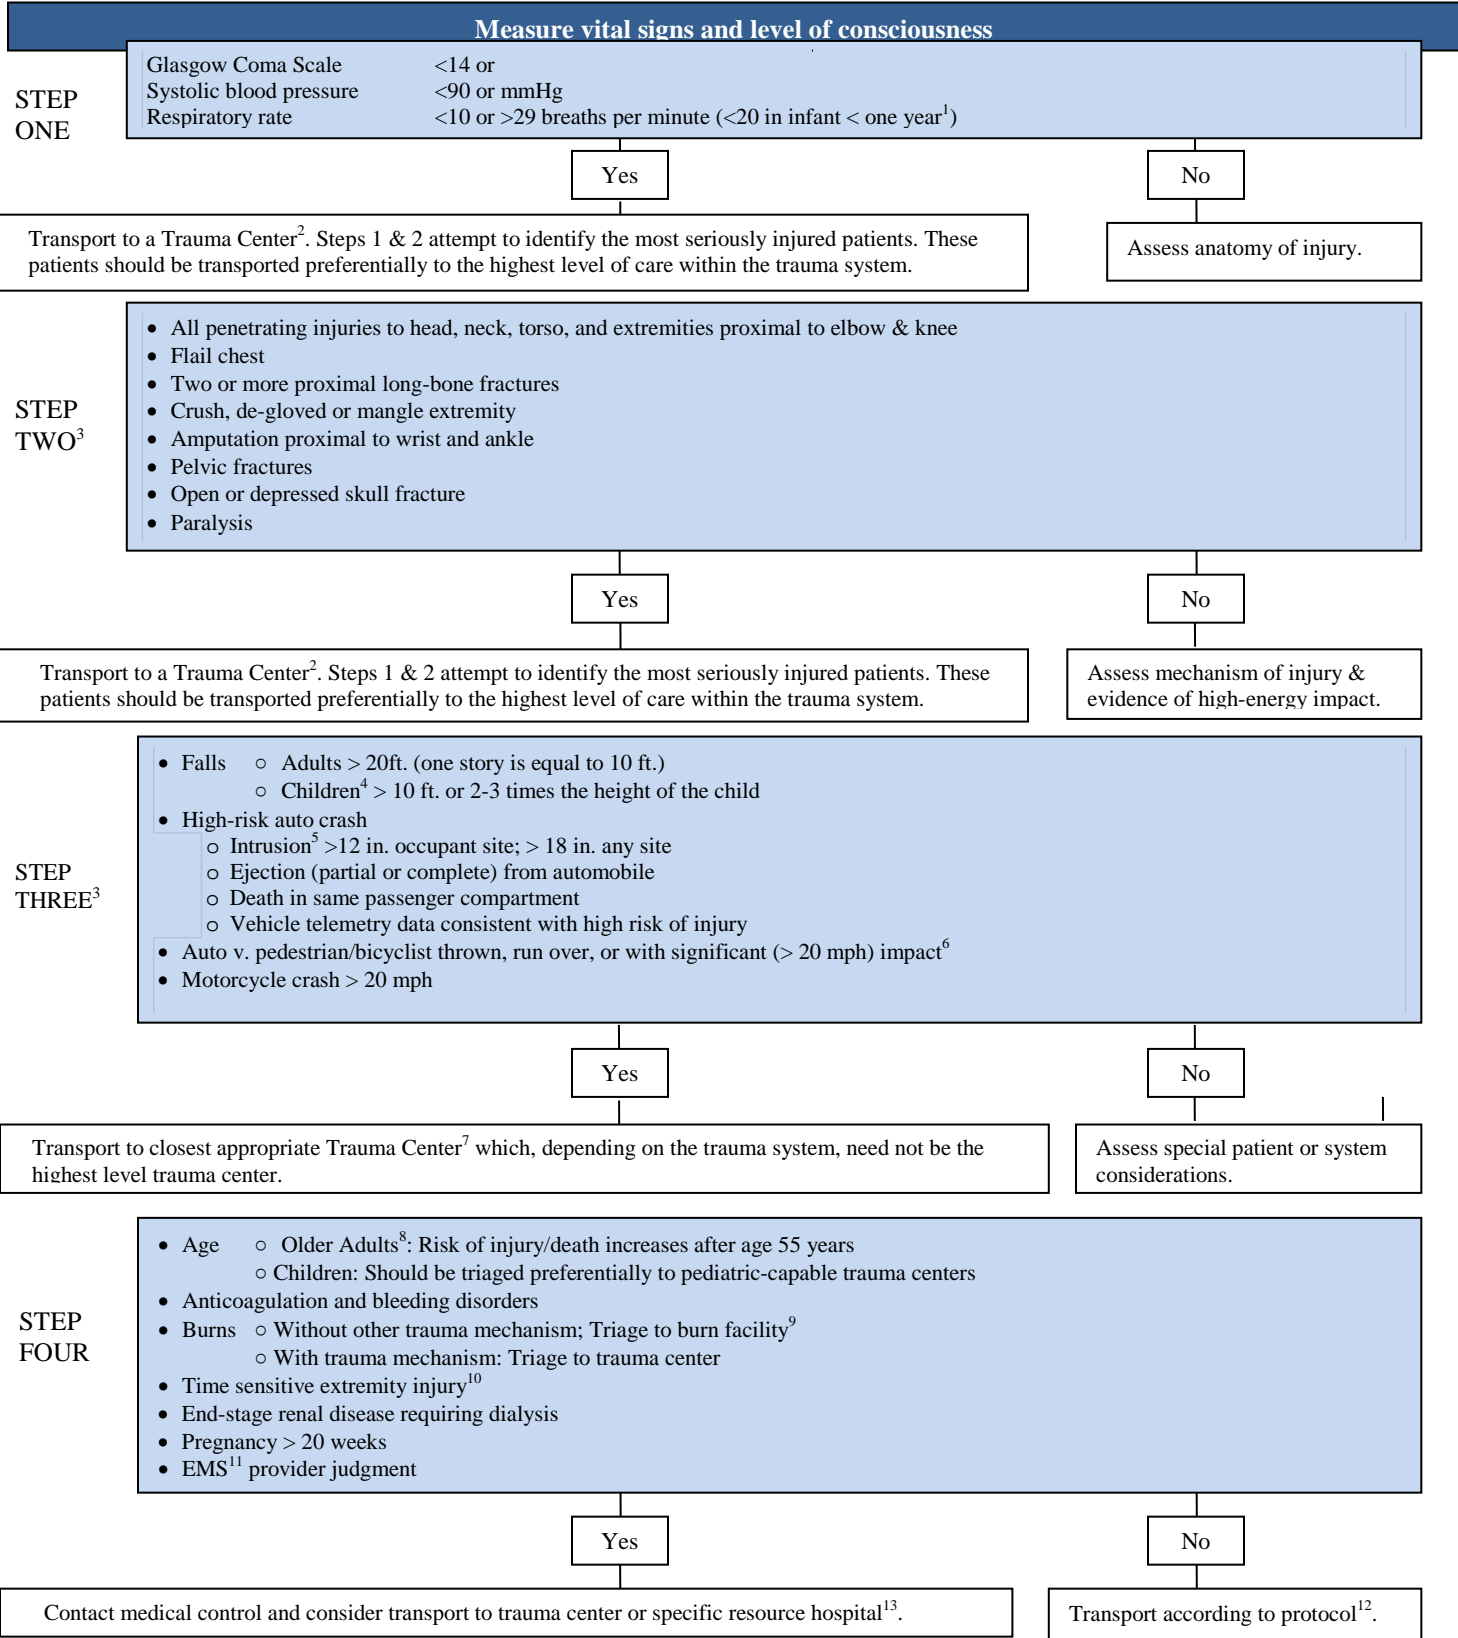 Measure vital signs and level of consciousness
STEP
ONE
Glasgow Coma Scale <14 or
Systolic blood pressure <90 or mmHg
Respiratory rate <10 or >29 breaths per minute (<20 in infant < one year1)
Yes
No
Transport to a Trauma Center2. Steps 1 & 2 attempt to identify the most seriously injured patients. These
patients should be transported preferentially to the highest level of care within the trauma system.
Assess anatomy of injury.
STEP
TWO3
• All penetrating injuries to head, neck, torso, and extremities proximal to elbow & knee
• Flail chest
• Two or more proximal long-bone fractures
• Crush, de-gloved or mangle extremity
• Amputation proximal to wrist and ankle
• Pelvic fractures
• Open or depressed skull fracture
• Paralysis
Yes
No
Transport to a Trauma Center2. Steps 1 & 2 attempt to identify the most seriously injured patients. These
patients should be transported preferentially to the highest level of care within the trauma system.
Assess mechanism of injury &
evidence of high-energy impact.
STEP
THREE3
• Falls ○ Adults > 20ft. (one story is equal to 10 ft.)
○ Children4 > 10 ft. or 2-3 times the height of the child
• High-risk auto crash
o Intrusion5 >12 in. occupant site; > 18 in. any site
o Ejection (partial or complete) from automobile
o Death in same passenger compartment
o Vehicle telemetry data consistent with high risk of injury
• Auto v. pedestrian/bicyclist thrown, run over, or with significant (> 20 mph) impact6
• Motorcycle crash > 20 mph
Yes
No
Transport to closest appropriate Trauma Center7 which, depending on the trauma system, need not be the
highest level trauma center.
Assess special patient or system
considerations.
STEP
FOUR
• Age ○ Older Adults8: Risk of injury/death increases after age 55 years
○ Children: Should be triaged preferentially to pediatric-capable trauma centers
• Anticoagulation and bleeding disorders
• Burns ○ Without other trauma mechanism; Triage to burn facility9
○ With trauma mechanism: Triage to trauma center
• Time sensitive extremity injury10
• End-stage renal disease requiring dialysis
• Pregnancy > 20 weeks
• EMS11 provider judgment
Yes
No
Contact medical control and consider transport to trauma center or specific resource hospital13.
Transport according to protocol12.